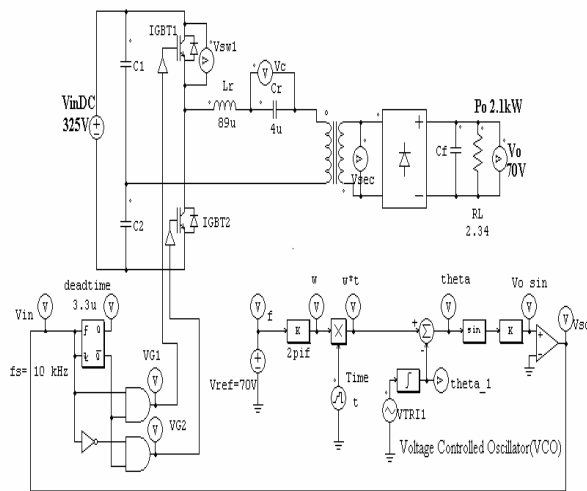 IGBT1
Vsw1
C1
VinDC
325V
Lr
89u
Vc
Cr
4u
Vsec
Po 2.1kW
Cf
Vo
70V
RL
2.34
C2
IGBT2
deadtime
3.3u
Vin
fs= 10 kHz
VG1
VG2
f
K
2pif
w
w*t
theta
sin
K
Vo sin
Vref=70V
Time
t
VTRI1
theta_1
Voltage Controlled Oscillator(VCO)